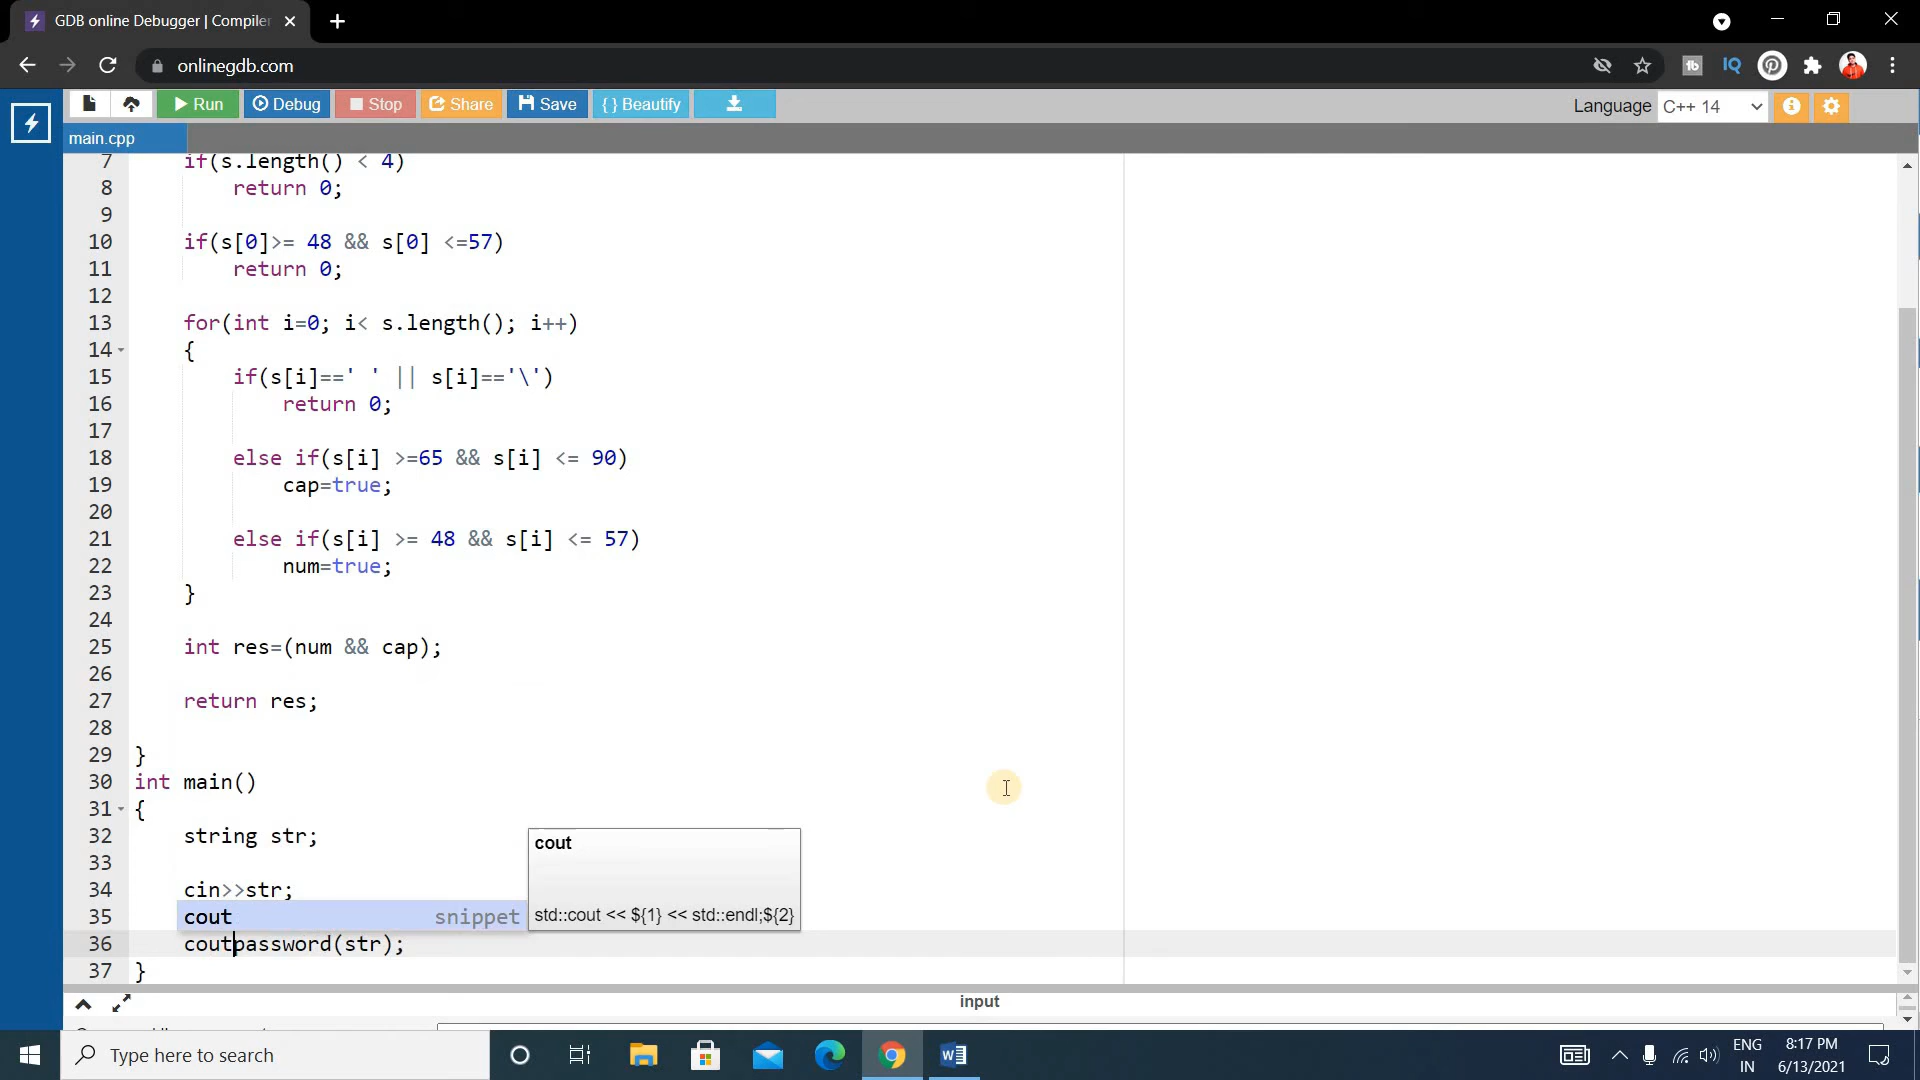 GDB online Debugger | Compiler
onlinegdb.com
Run Debug Stop Share Save { } Beautify Language C++ 14
main.cpp
7 if(s.length() < 4)
8 return 0;
9
10 if(s[0]>= 48 && s[0] <=57)
11 return 0;
12
13 for(int i=0; i< s.length(); i++)
14 {
15 if(s[i]==' ' || s[i]=='\')
16 return 0;
17
18 else if(s[i] >=65 && s[i] <= 90)
19 cap=true;
20
21 else if(s[i] >= 48 && s[i] <= 57)
22 num=true;
23 }
24
25 int res=(num && cap);
26
27 return res;
28
29 }
30 int main()
31 {
32 string str;
33
34 cin>>str;
35
36 coutpassword(str);
37 }
cout snippet
cout
std::cout << ${1} << std::endl;${2}
input
Type here to search
ENG
IN
8:17 PM
6/13/2021